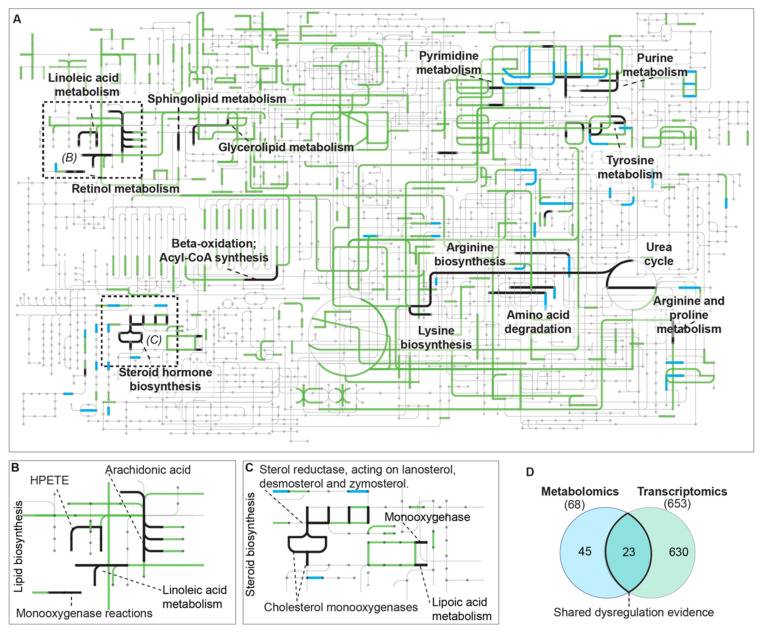 A
Linoleic acid
metabolism
Sphingolipid metabolism
Glycerolipid metabolism
(B)
Retinol metabolism
Pyrimidine
metabolism
Purine
metabolism
Tyrosine
metabolism
Beta-oxidation;
Acyl-CoA synthesis
Arginine
biosynthesis
Urea
cycle
Lysine
biosynthesis
Amino acid
degradation
Arginine and
proline
metabolism
(C)
Steroid hormone
biosynthesis
B
Lipid biosynthesis
HPETE
Arachidonic acid
Linoleic acid
metabolism
Monooxygenase reactions
C
Steroid biosynthesis
Sterol reductase, acting on lanosterol,
desmosterol and zymosterol.
Monooxygenase
Cholesterol monooxygenases
Lipoic acid
metabolism
D
Metabolomics Transcriptomics
(68) (653)
45 23 630
Shared dysregulation evidence